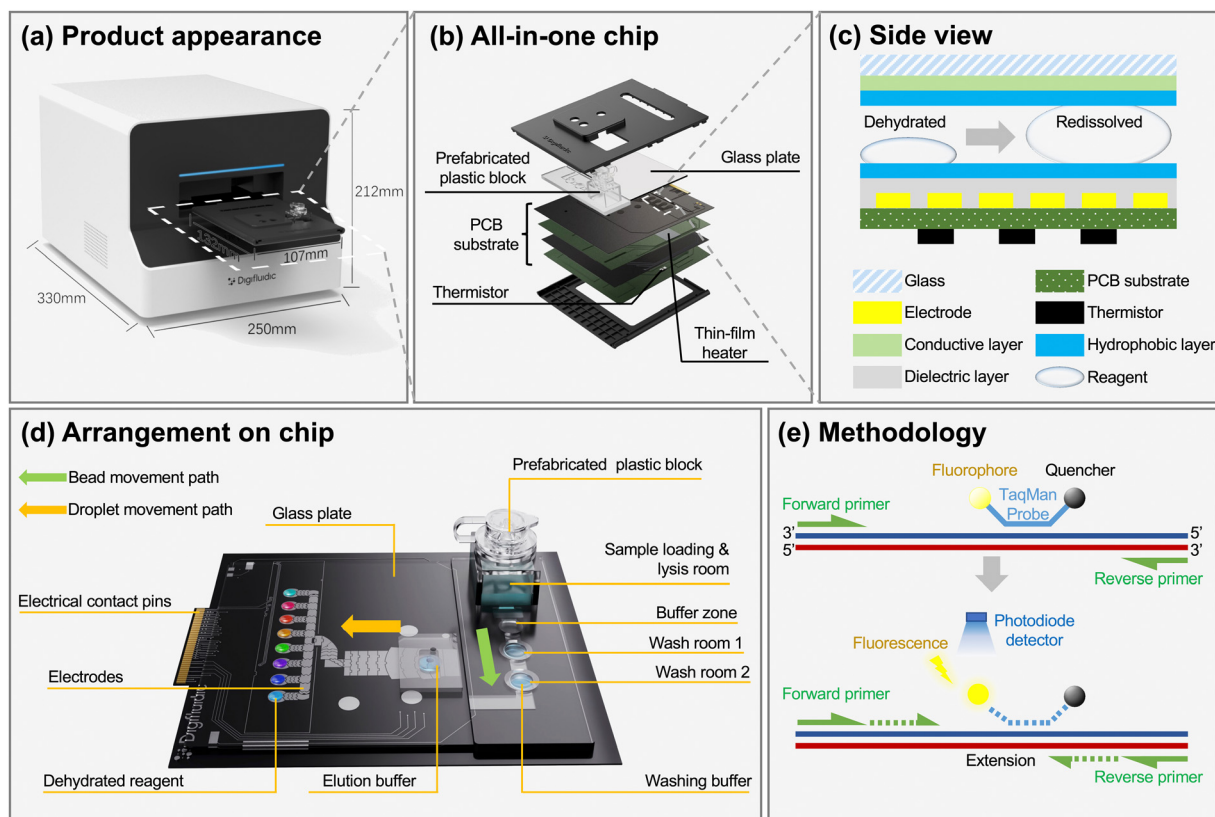 (a) Product appearance
212mm
107mm
Digifluidic
330mm
250mm
(b) All-in-one chip
Digifluidic
Prefabricated
plastic block
Glass plate
PCB
substrate
Thermistor
Thin-film
heater
(c) Side view
Dehydrated
Redissolved
Glass
PCB substrate
Electrode
Thermistor
Conductive layer
Hydrophobic layer
Dielectric layer
Reagent
(d) Arrangement on chip
Bead movement path
Droplet movement path
Prefabricated plastic block
Glass plate
Sample loading &
lysis room
Electrical contact pins
Buffer zone
Wash room 1
Wash room 2
Electrodes
Digifluidic
Dehydrated reagent
Elution buffer
Washing buffer
(e) Methodology
Fluorophore
Quencher
TaqMan
Probe
Forward primer
3’
5’
5’
3’
Reverse primer
Photodiode
detector
Fluorescence
Forward primer
Extension
Reverse primer